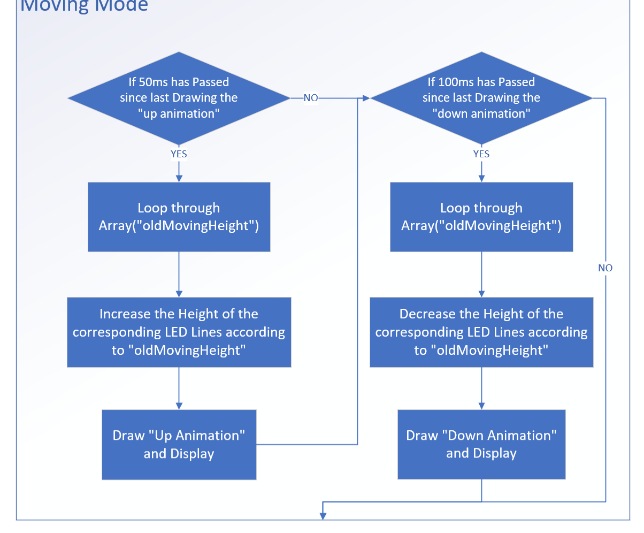 Moving Mode
If 50ms has Passed
since last Drawing the
"up animation"
NO
YES
Loop through
Array("oldMovingHeight")
Increase the Height of the
corresponding LED Lines according
to "oldMovingHeight"
Draw "Up Animation"
and Display
If 100ms has Passed
since last Drawing the
"down animation"
YES
NO
Loop through
Array("oldMovingHeight")
Decrease the Height of the
corresponding LED Lines according
to "oldMovingHeight"
Draw "Down Animation"
and Display